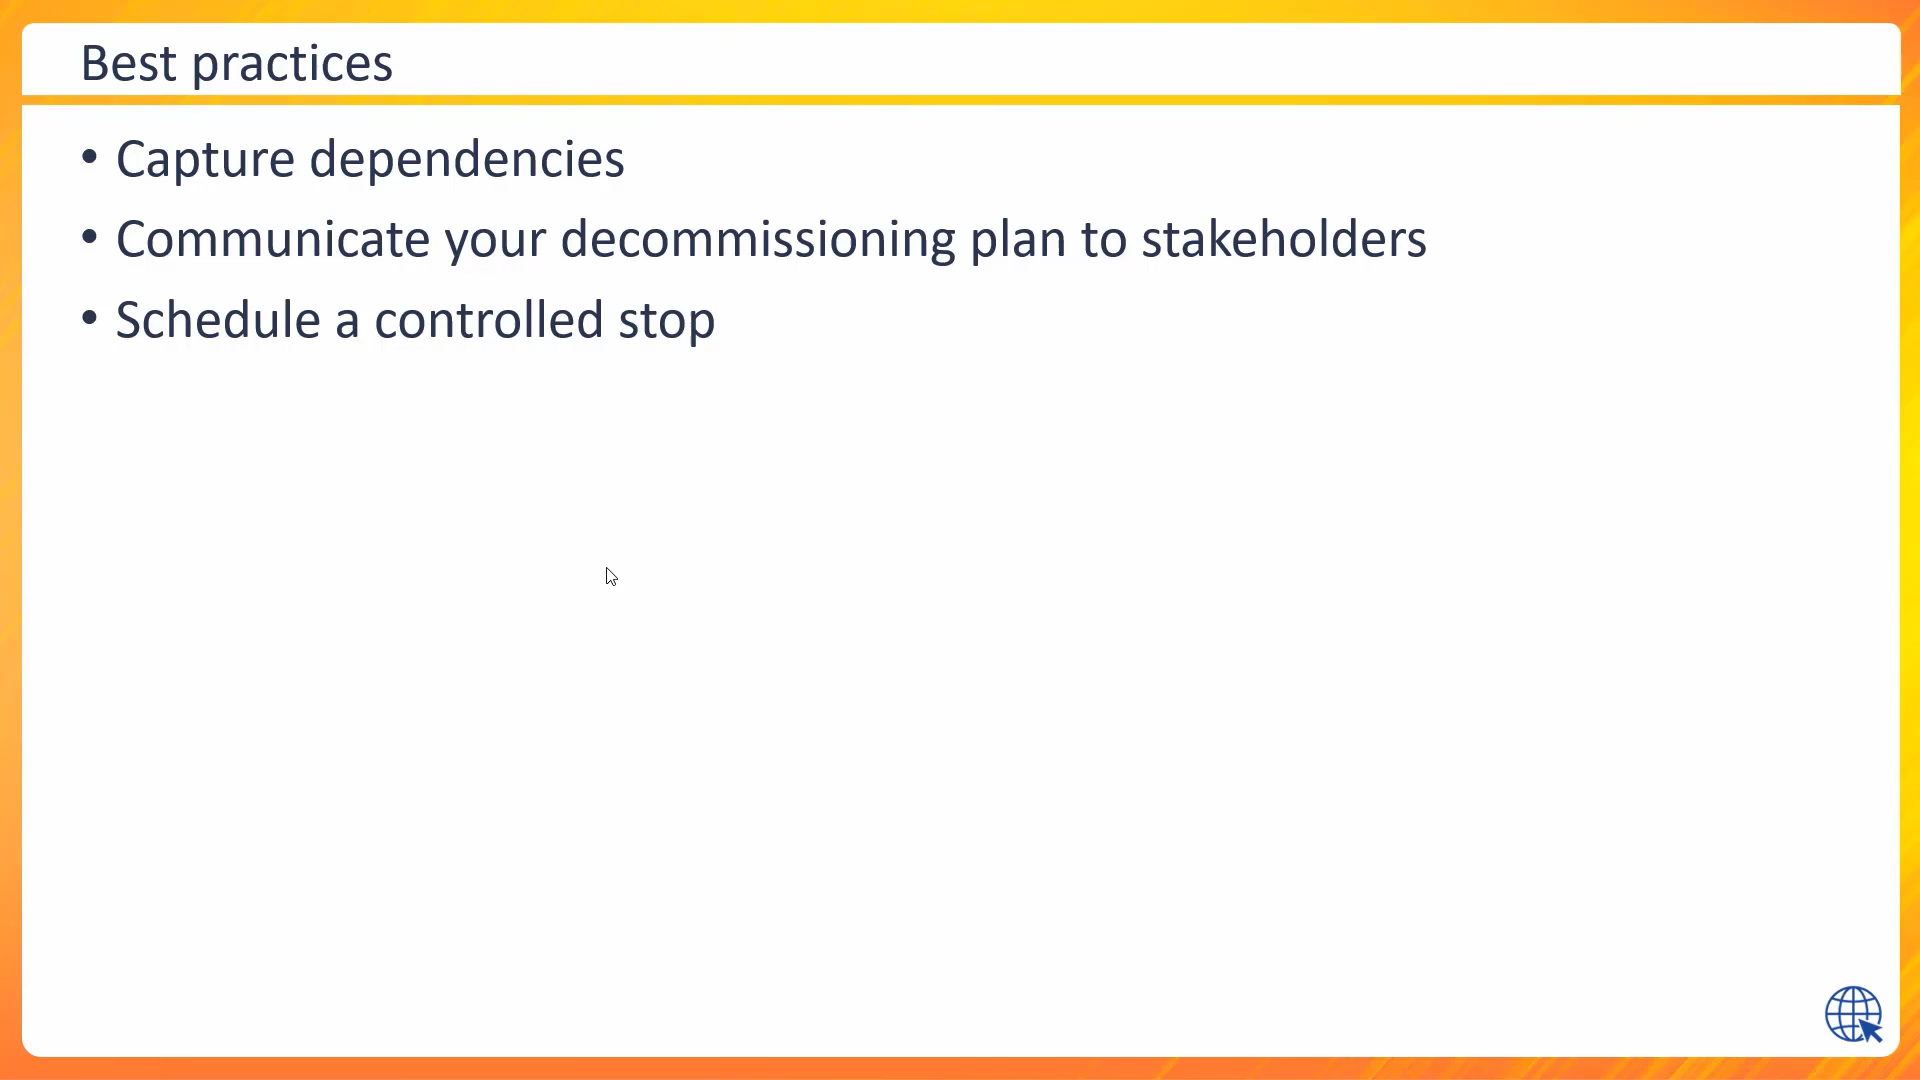 Best practices
• Capture dependencies
• Communicate your decommissioning plan to stakeholders
• Schedule a controlled stop